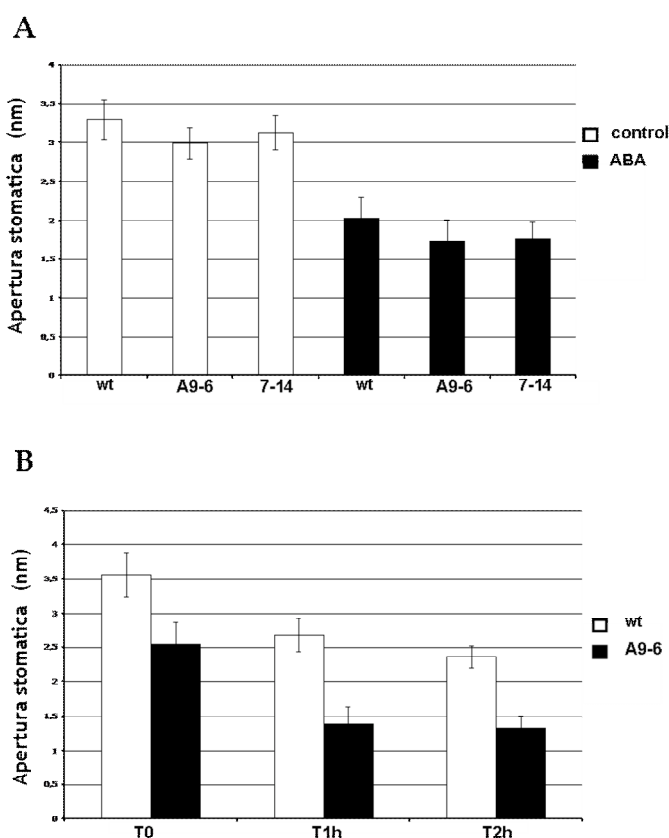 A
Apertura stomatica (nm)
4
3,5
3
2,5
2
1,5
1
0,5
0
wt A9-6 7-14 wt A9-6 7-14
control
ABA
B
Apertura stomatica (nm)
4,5
4
3,5
3
2,5
2
1,5
1
0,5
0
T0 T1h T2h
wt
A9-6